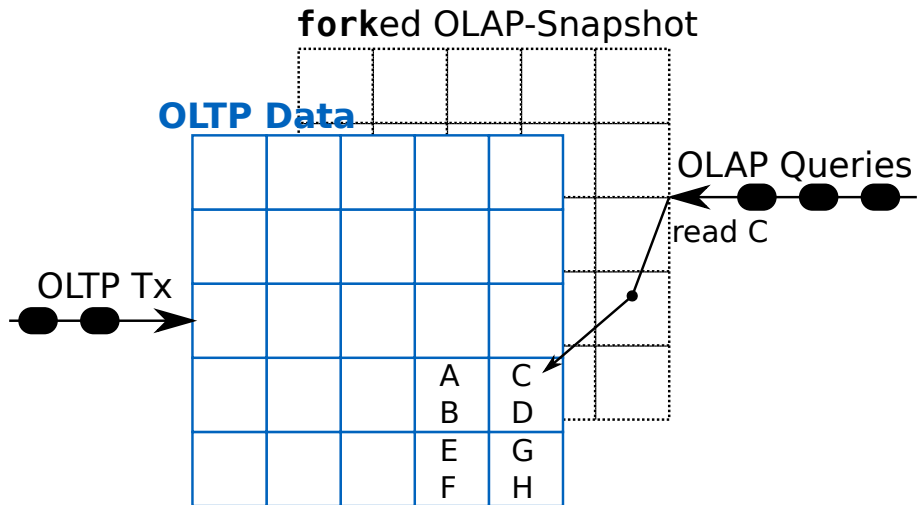 forked OLAP-Snapshot
OLTP Data
OLAP Queries
read C
OLTP Tx
A C
B D
E G
F H